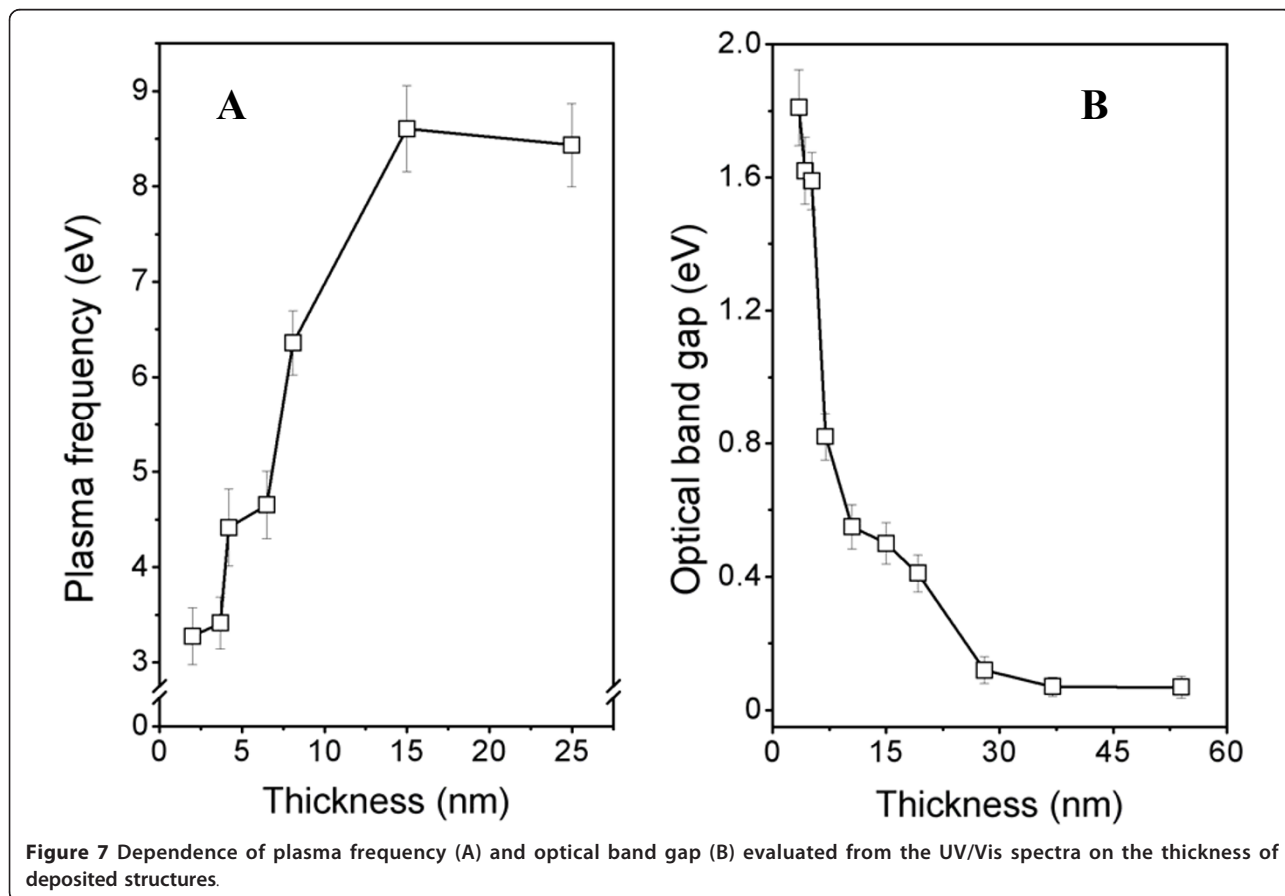 A
Plasma frequency (eV)
9
8
7
6
5
4
3
0
0 5 10 15 20 25
Thickness (nm)
B
Optical band gap (eV)
2.0
1.6
1.2
0.8
0.4
0
0 15 30 45 60
Thickness (nm)
Figure 7 Dependence of plasma frequency (A) and optical band gap (B) evaluated from the UV/Vis spectra on the thickness of
deposited structures.